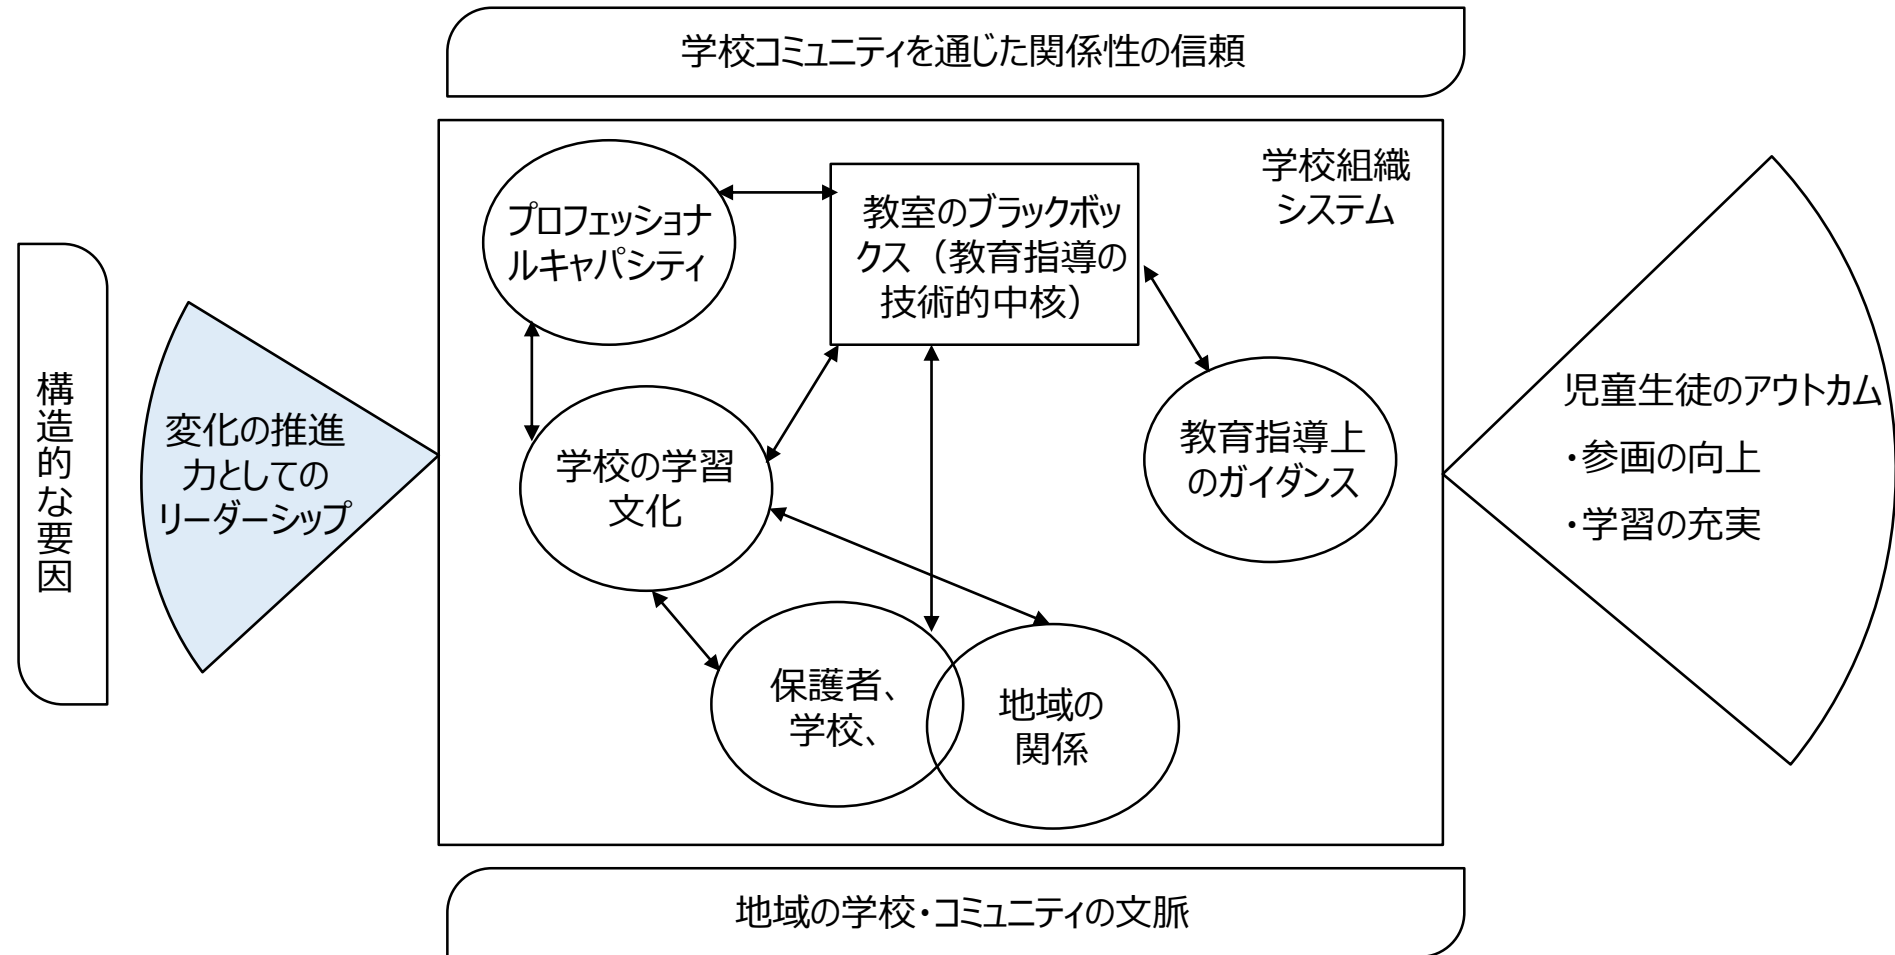 学校コミュニティを通じた関係性の信頼
学校組織
システム
プロフェッショナ
ルキャパシティ
教室のブラックボッ
クス（教育指導の
技術的中核）
構造的な要因
変化の推進
力としての
リーダーシップ
学校の学習
文化
教育指導上
のガイダンス
児童生徒のアウトカム
・参画の向上
・学習の充実
保護者、
学校、
地域の
関係
地域の学校・コミュニティの文脈